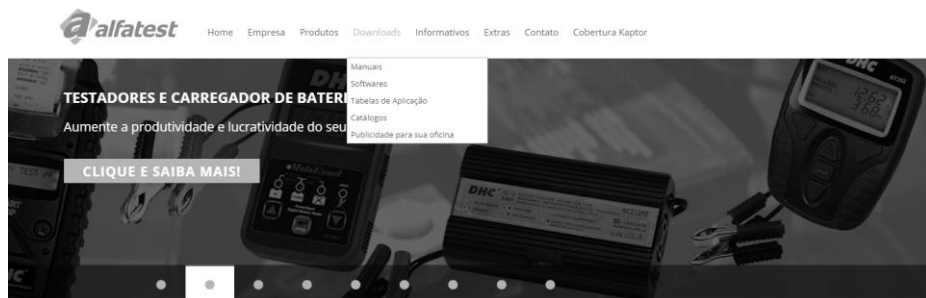 alfatest
Home Empresa Produtos Downloads Informativos Extras Contato Cobertura Kaptor
Manuais
Softwares
Tabelas de Aplicação
Catálogos
Publicidade para sua oficina
TESTADORES E CARREGADOR DE BATERI
Aumente a produtividade e lucratividade do seu
CLIQUE E SAIBA MAIS!
DHC
DHC
DHC